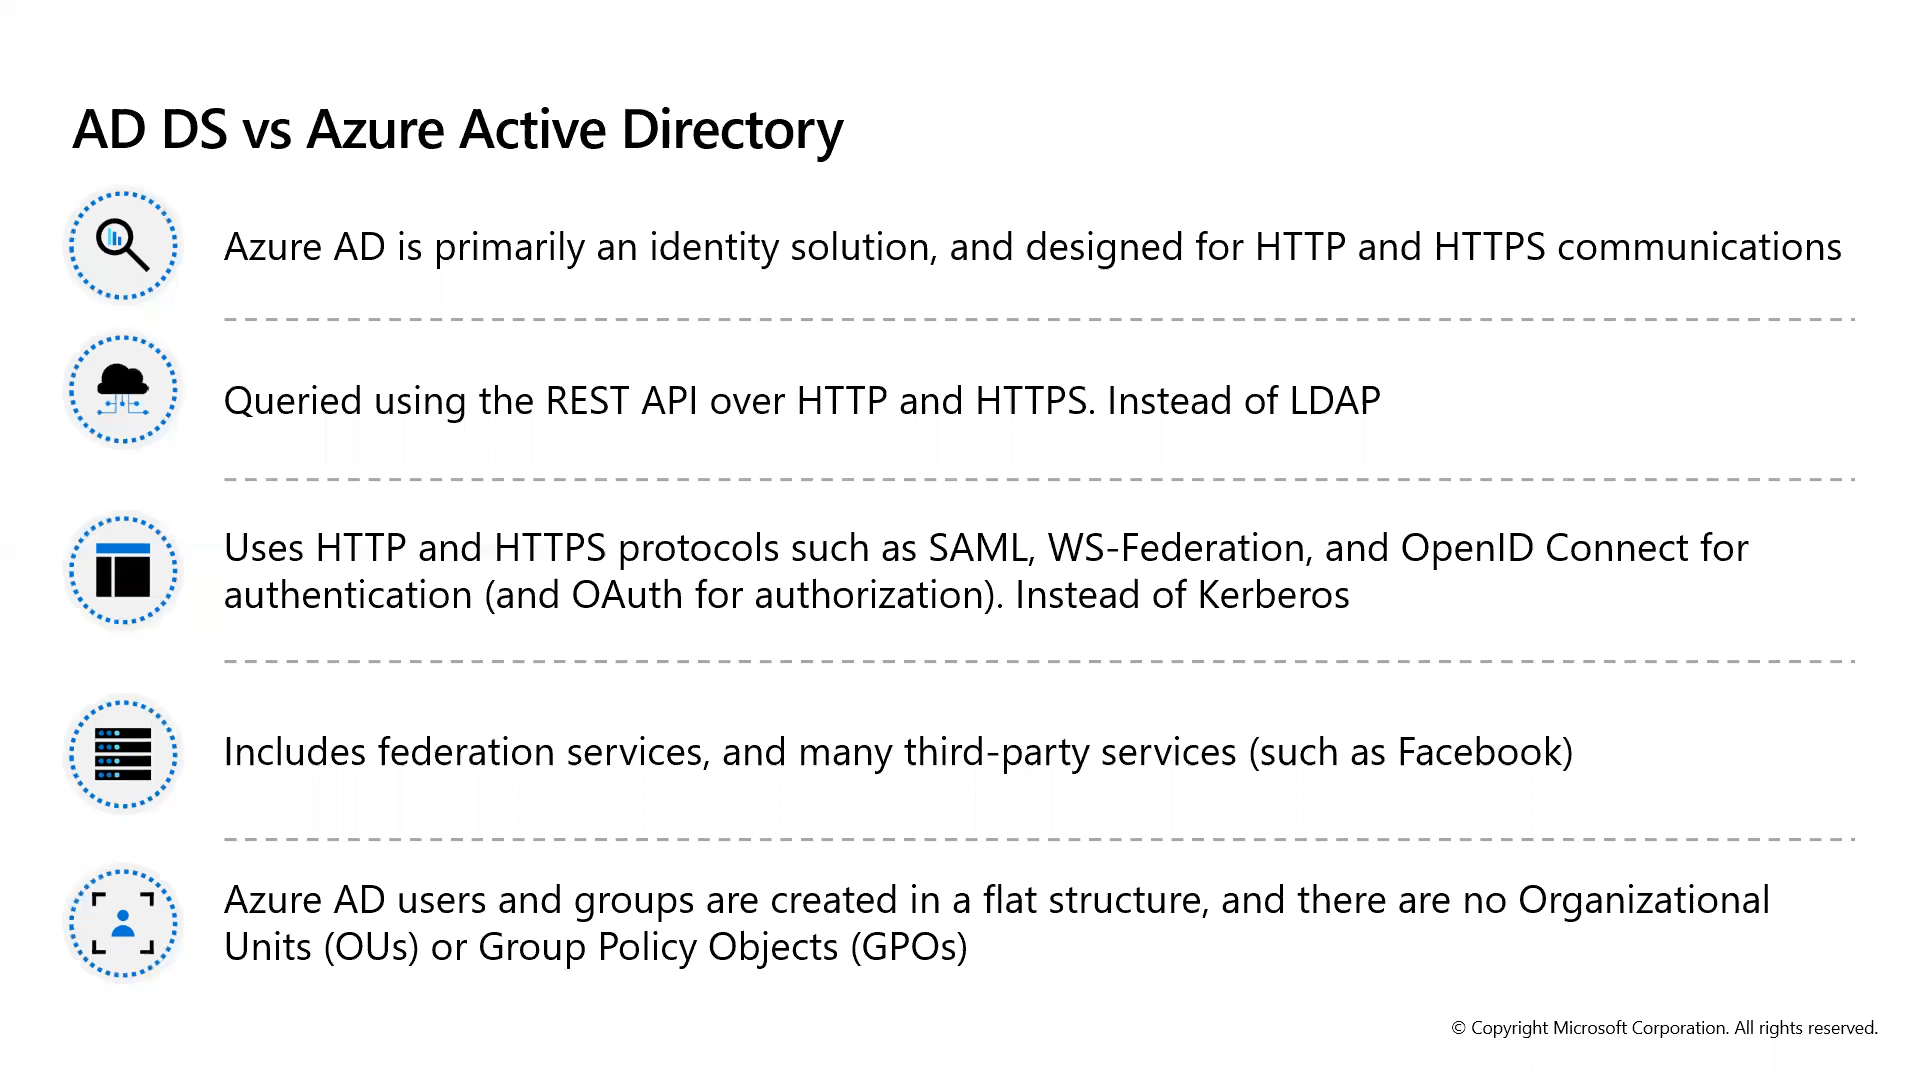 AD DS vs Azure Active Directory
Azure AD is primarily an identity solution, and designed for HTTP and HTTPS communications
Queried using the REST API over HTTP and HTTPS. Instead of LDAP
Uses HTTP and HTTPS protocols such as SAML, WS-Federation, and OpenID Connect for
authentication (and OAuth for authorization). Instead of Kerberos
Includes federation services, and many third-party services (such as Facebook)
Azure AD users and groups are created in a flat structure, and there are no Organizational
Units (OUs) or Group Policy Objects (GPOs)
© Copyright Microsoft Corporation. All rights reserved.